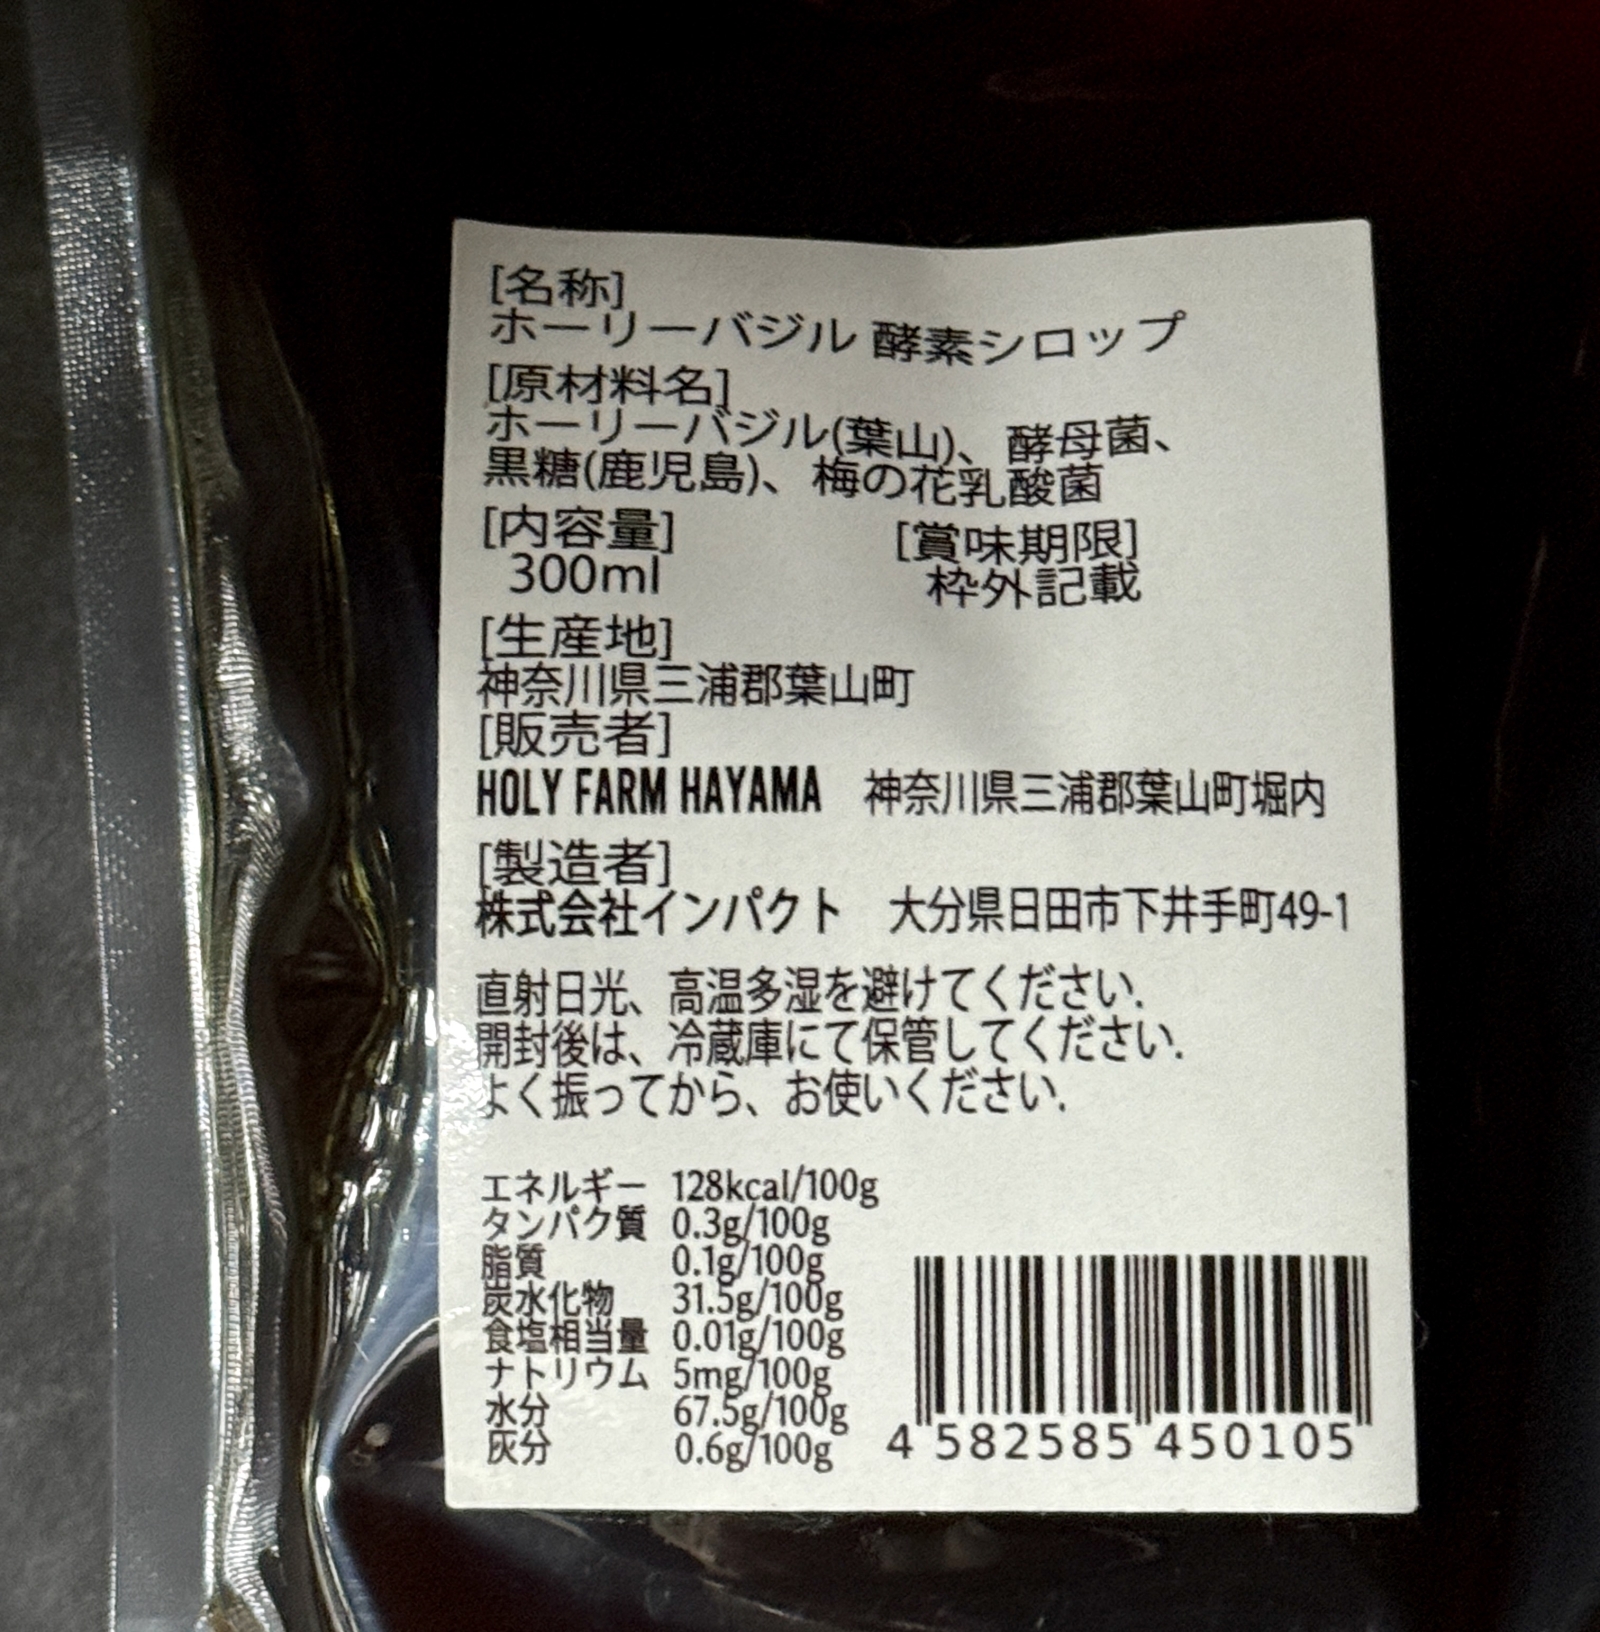 [名称]
ホーリーバジル 酵素シロップ
[原材料名]
ホーリーバジル(葉山)、酵母菌、
黒糖(鹿児島)、梅の花乳酸菌
[内容量] [賞味期限]
300ml 枠外記載
[生産地]
神奈川県三浦郡葉山町
[販売者]
HOLY FARM HAYAMA 神奈川県三浦郡葉山町堀内
[製造者]
株式会社インパクト 大分県日田市下井手町49-1
直射日光、高温多湿を避けてください.
開封後は、冷蔵庫にて保管してください.
よく振ってから、お使いください.
エネルギー 128kcal/100g
タンパク質 0.3g/100g
脂質 0.1g/100g
炭水化物 31.5g/100g
食塩相当量 0.01g/100g
ナトリウム 5mg/100g
水分 67.5g/100g
灰分 0.6g/100g
4 582585 450105